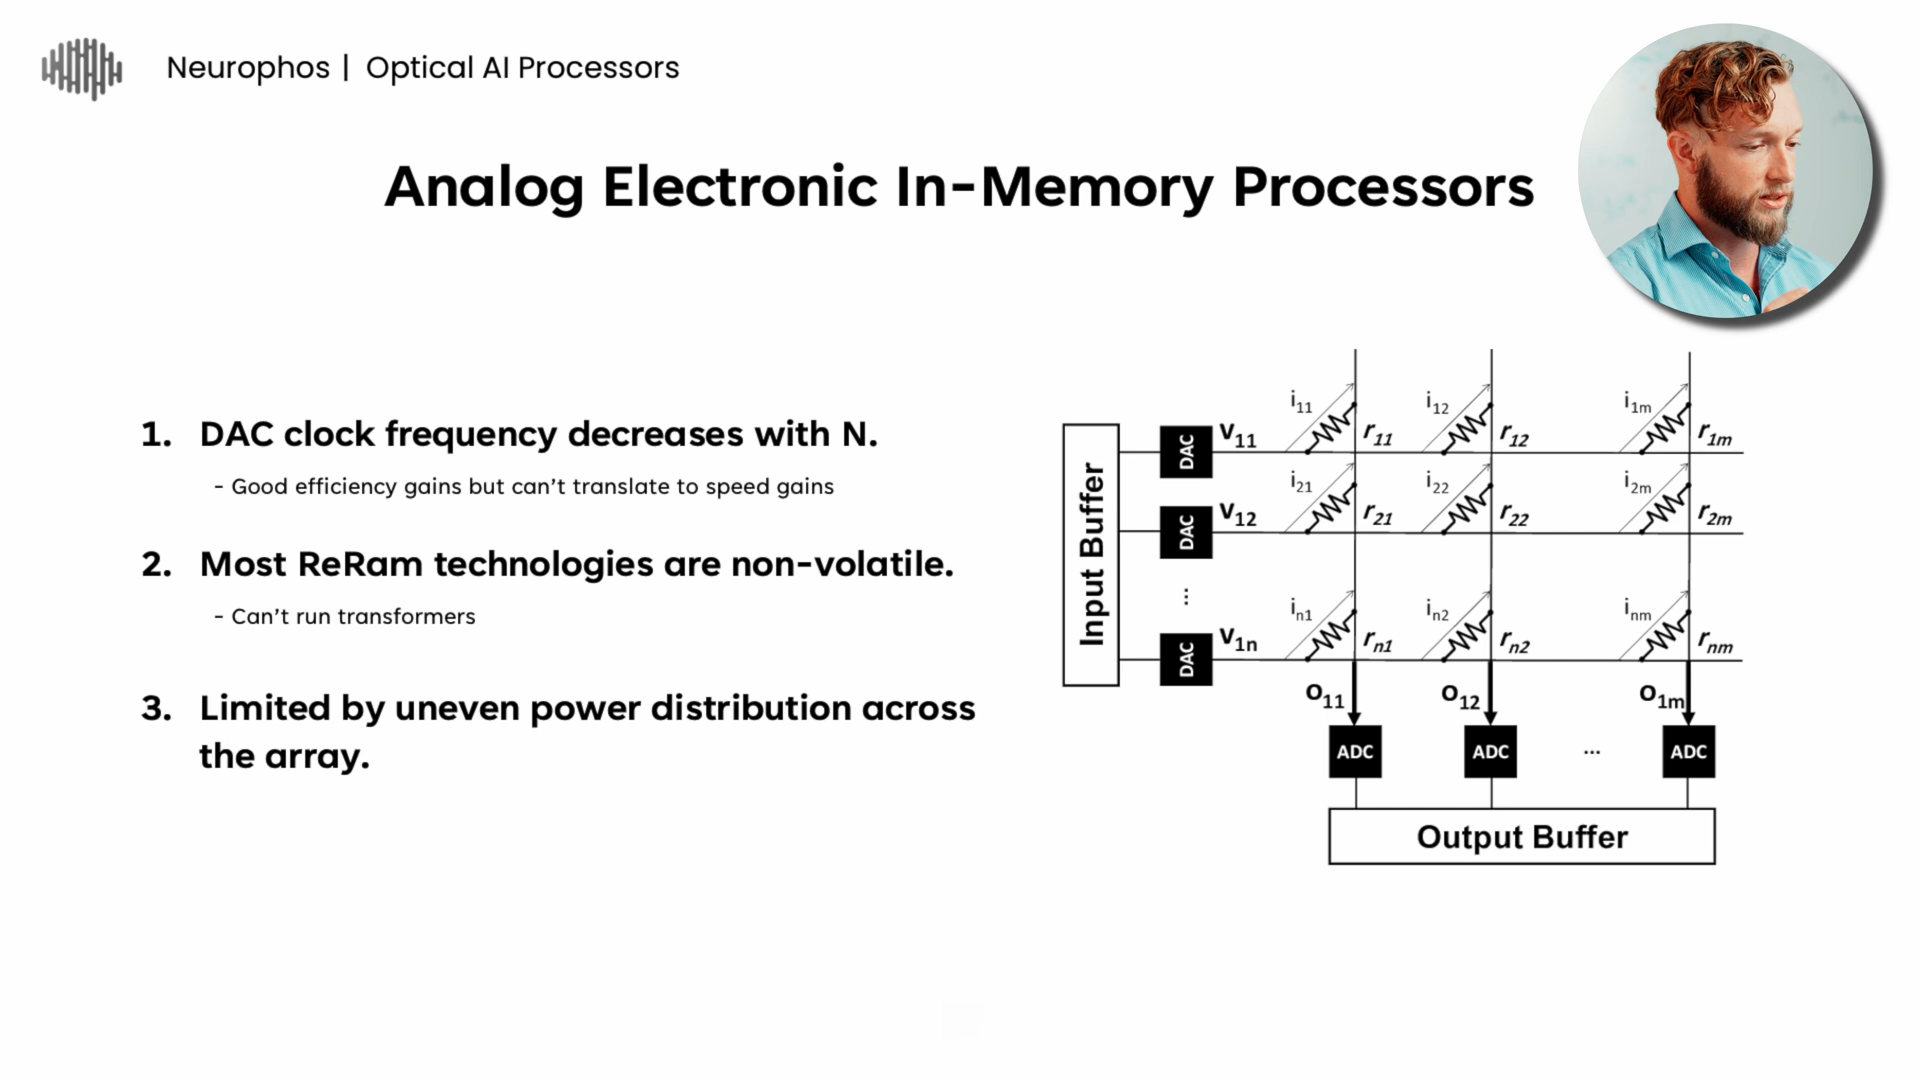 Neurophos | Optical AI Processors
Analog Electronic In-Memory Processors
1. DAC clock frequency decreases with N.
- Good efficiency gains but can't translate to speed gains
2. Most ReRam technologies are non-volatile.
- Can't run transformers
3. Limited by uneven power distribution across
the array.
Input Buffer
DAC
DAC
...
DAC
V11
V12
V1n
i11 r11 i12 r12 i1m r1m
i21 r21 i22 r22 i2m r2m
in1 rn1 in2 rn2 inm rnm
O11 O12 O1m
ADC ADC ... ADC
Output Buffer